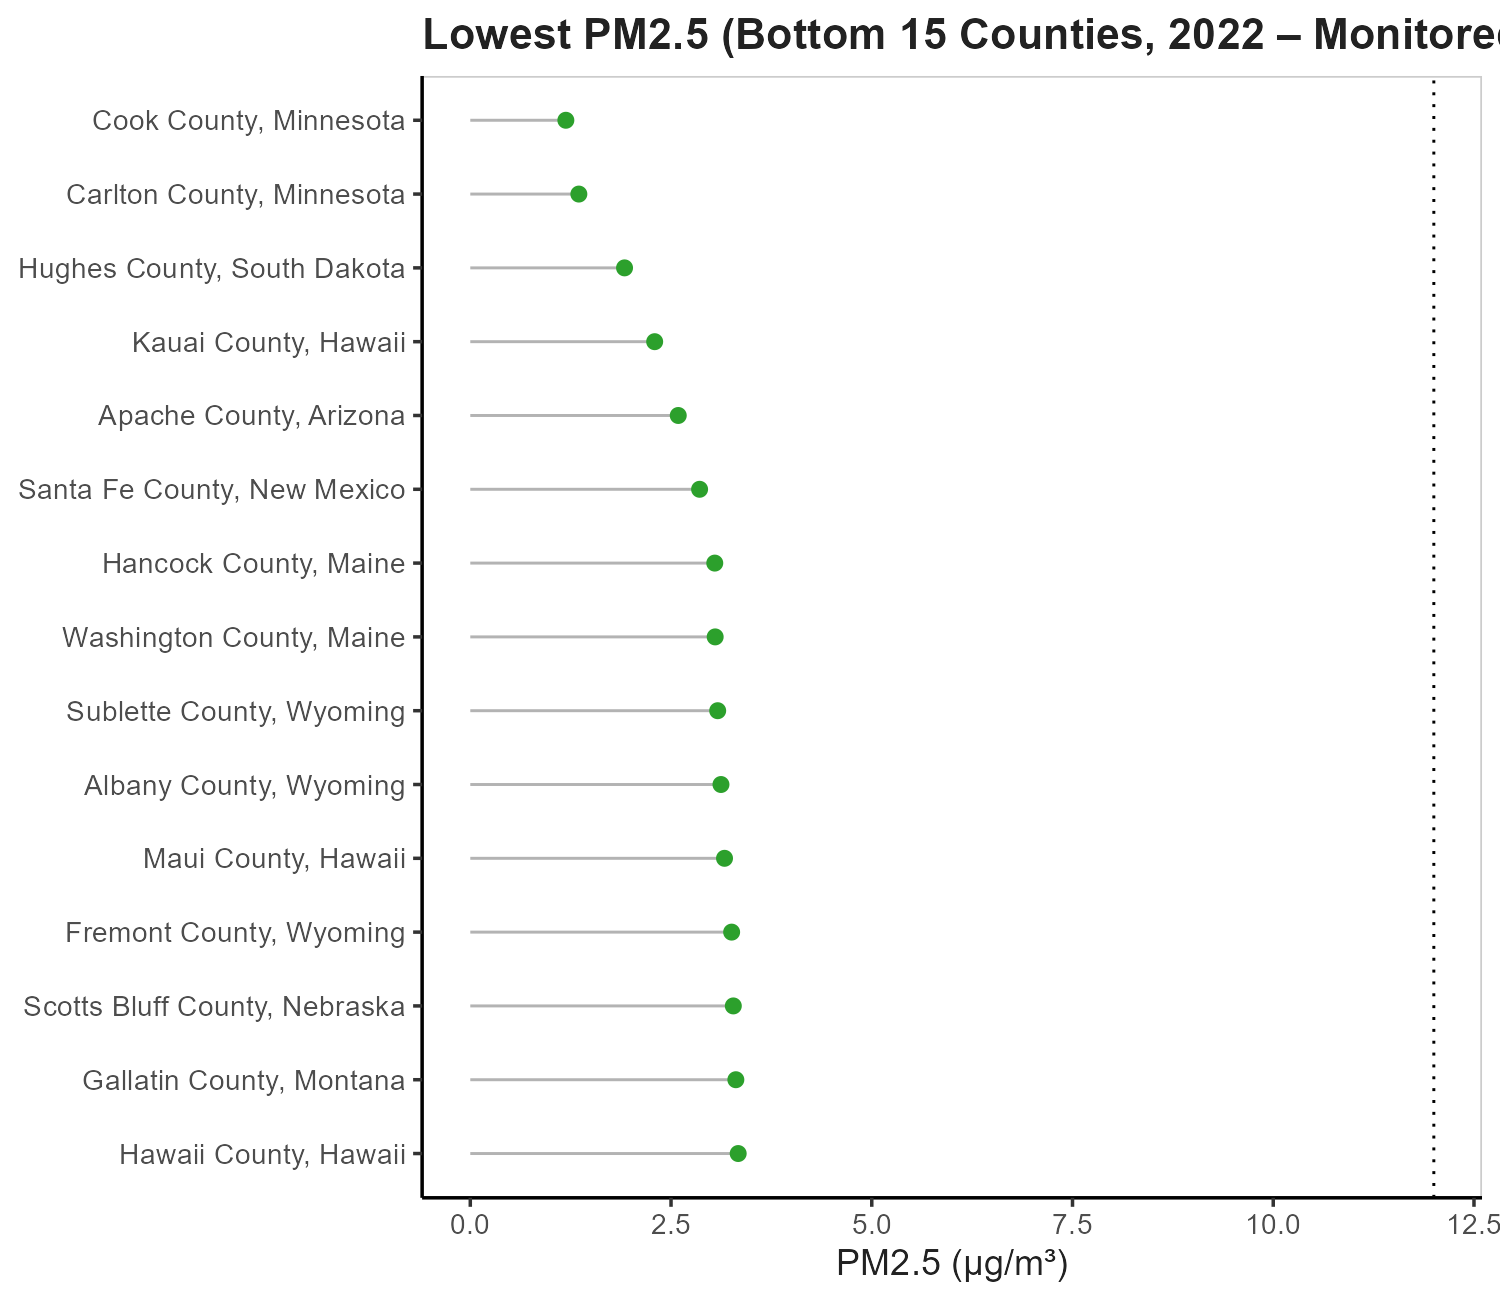 Lowest PM2.5 (Bottom 15 Counties, 2022 – Monitored
Cook County, Minnesota
Carlton County, Minnesota
Hughes County, South Dakota
Kauai County, Hawaii
Apache County, Arizona
Santa Fe County, New Mexico
Hancock County, Maine
Washington County, Maine
Sublette County, Wyoming
Albany County, Wyoming
Maui County, Hawaii
Fremont County, Wyoming
Scotts Bluff County, Nebraska
Gallatin County, Montana
Hawaii County, Hawaii
0.0 2.5 5.0 7.5 10.0 12.5
PM2.5 (µg/m³)